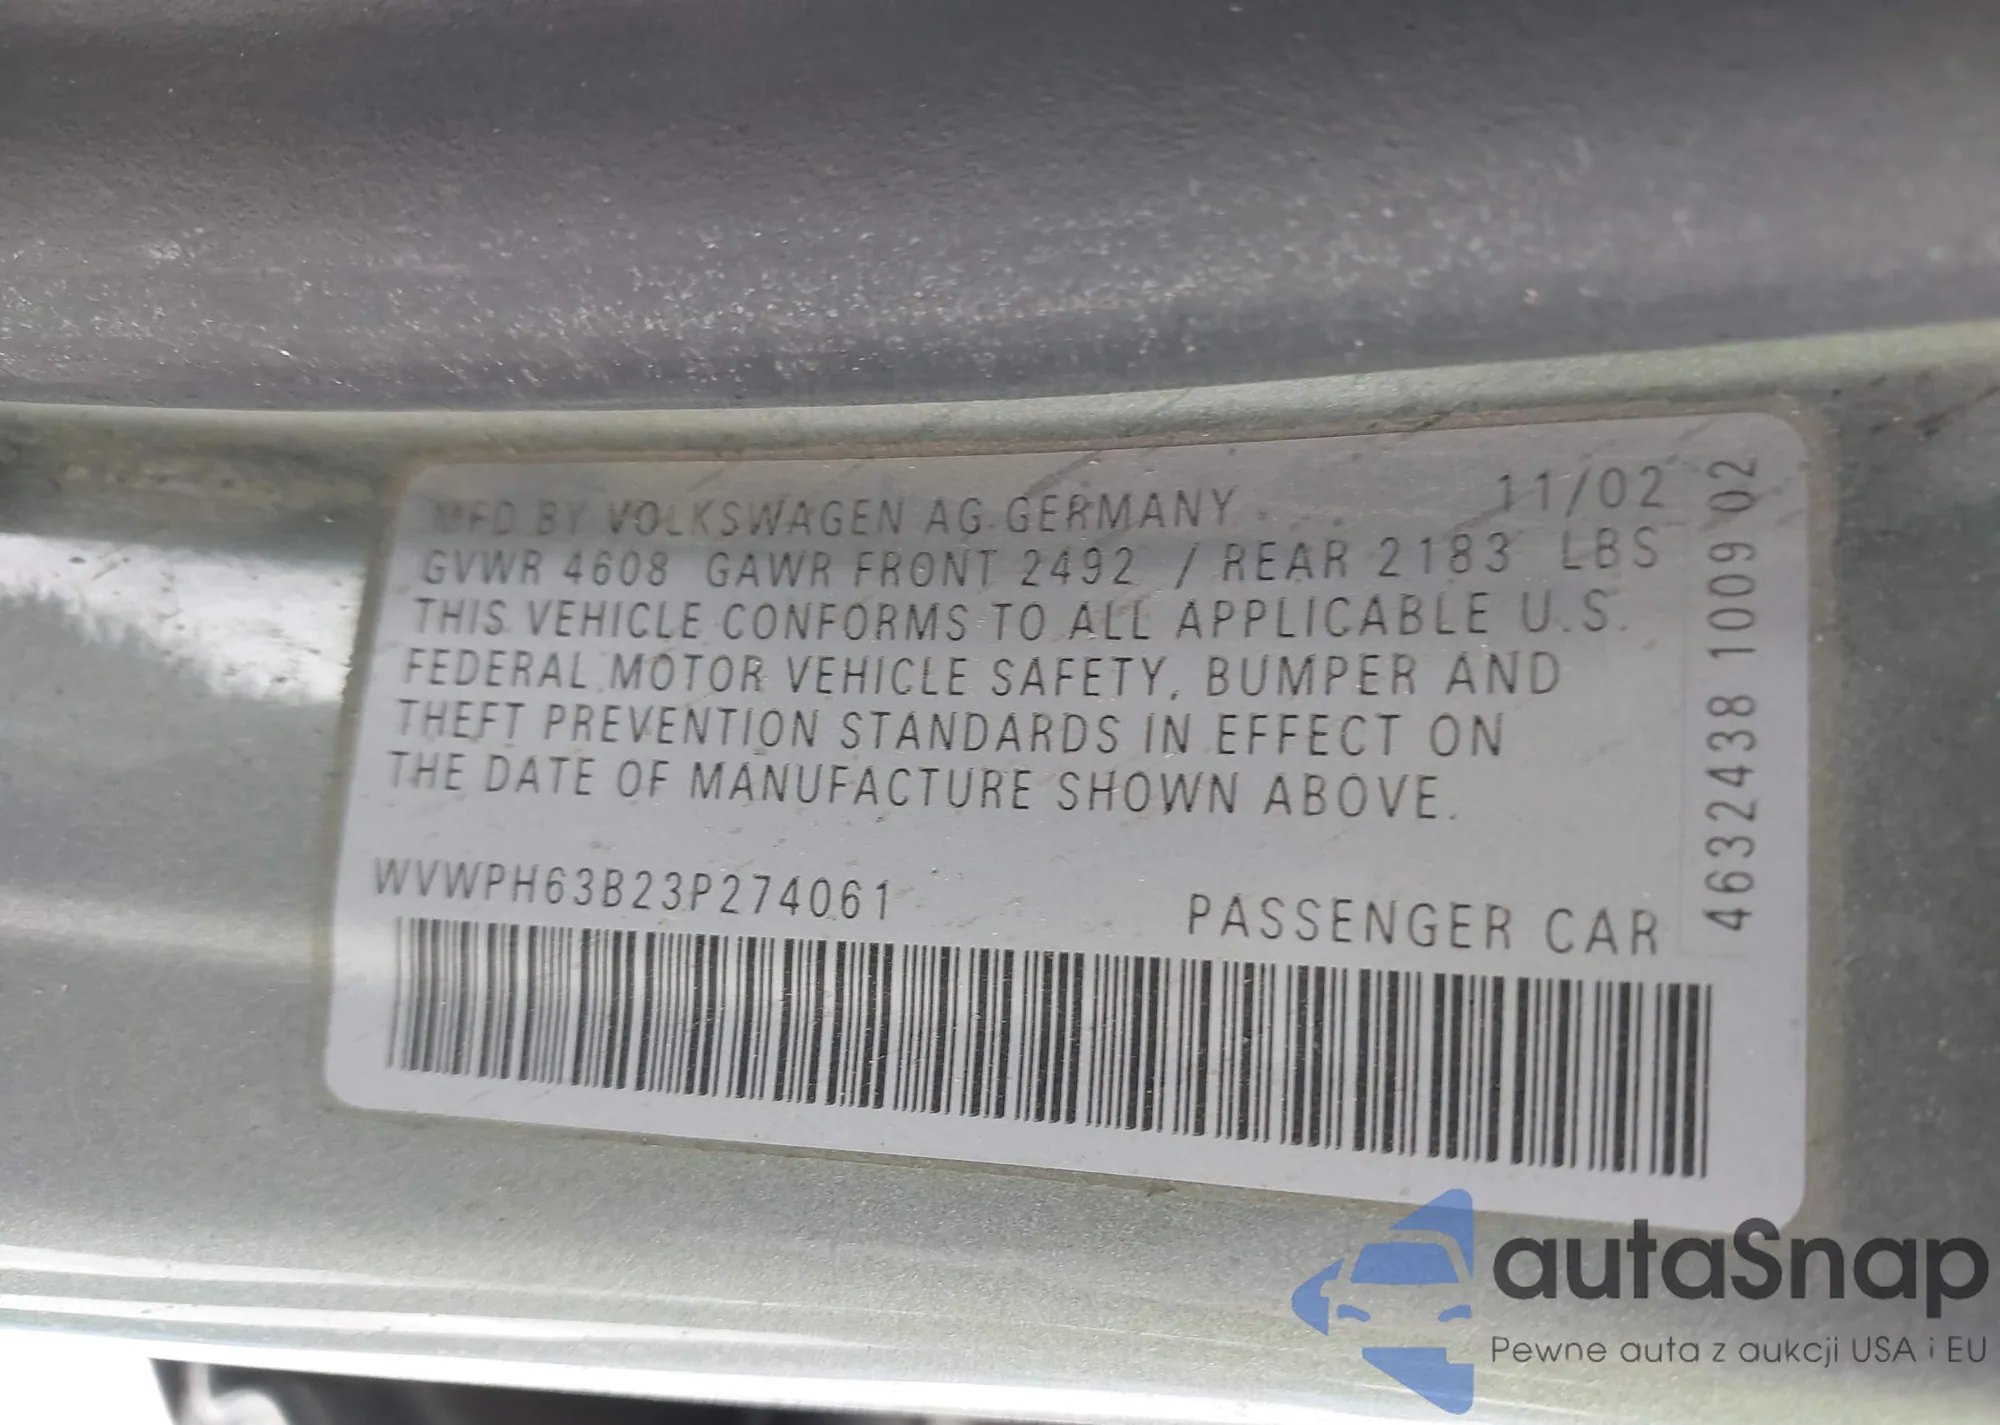 MFD BY VOLKSWAGEN AG GERMANY 11/02
GVWR 4608 GAWR FRONT 2492 / REAR 2183 LBS
THIS VEHICLE CONFORMS TO ALL APPLICABLE U.S.
FEDERAL MOTOR VEHICLE SAFETY, BUMPER AND
THEFT PREVENTION STANDARDS IN EFFECT ON
THE DATE OF MANUFACTURE SHOWN ABOVE.
WVWPH63B23P274061 PASSENGER CAR
4632438 1009 02
autaSnap
Pewne auta z aukcji USA i EU